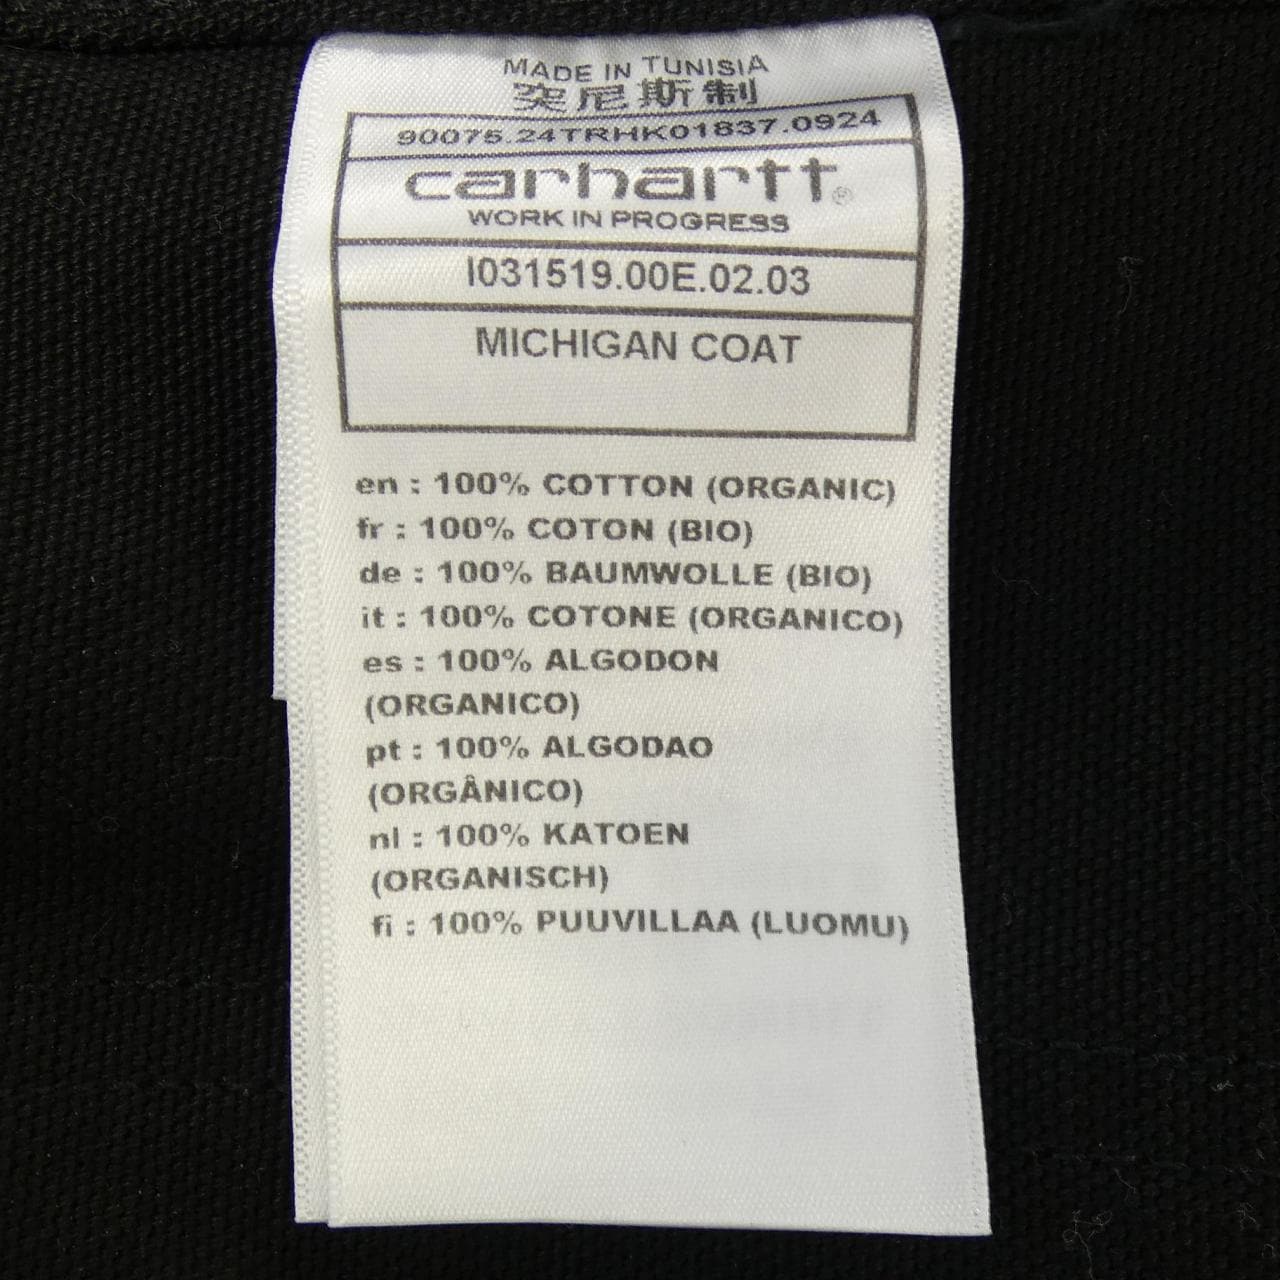 MADE IN TUNISIA
突尼斯制
90075.24TRHK01837.0924
carhartt®
WORK IN PROGRESS
I031519.00E.02.03
MICHIGAN COAT
en : 100% COTTON (ORGANIC)
fr : 100% COTON (BIO)
de : 100% BAUMWOLLE (BIO)
it : 100% COTONE (ORGANICO)
es : 100% ALGODON
(ORGANICO)
pt : 100% ALGODAO
(ORGÂNICO)
nl : 100% KATOEN
(ORGANISCH)
fi : 100% PUUVILLAA (LUOMU)